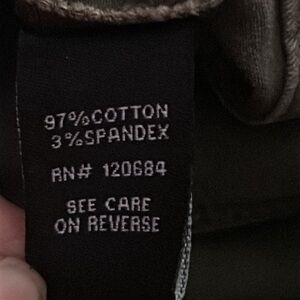 97%COTTON
3%SPANDEX
RN# 120684
SEE CARE
ON REVERSE